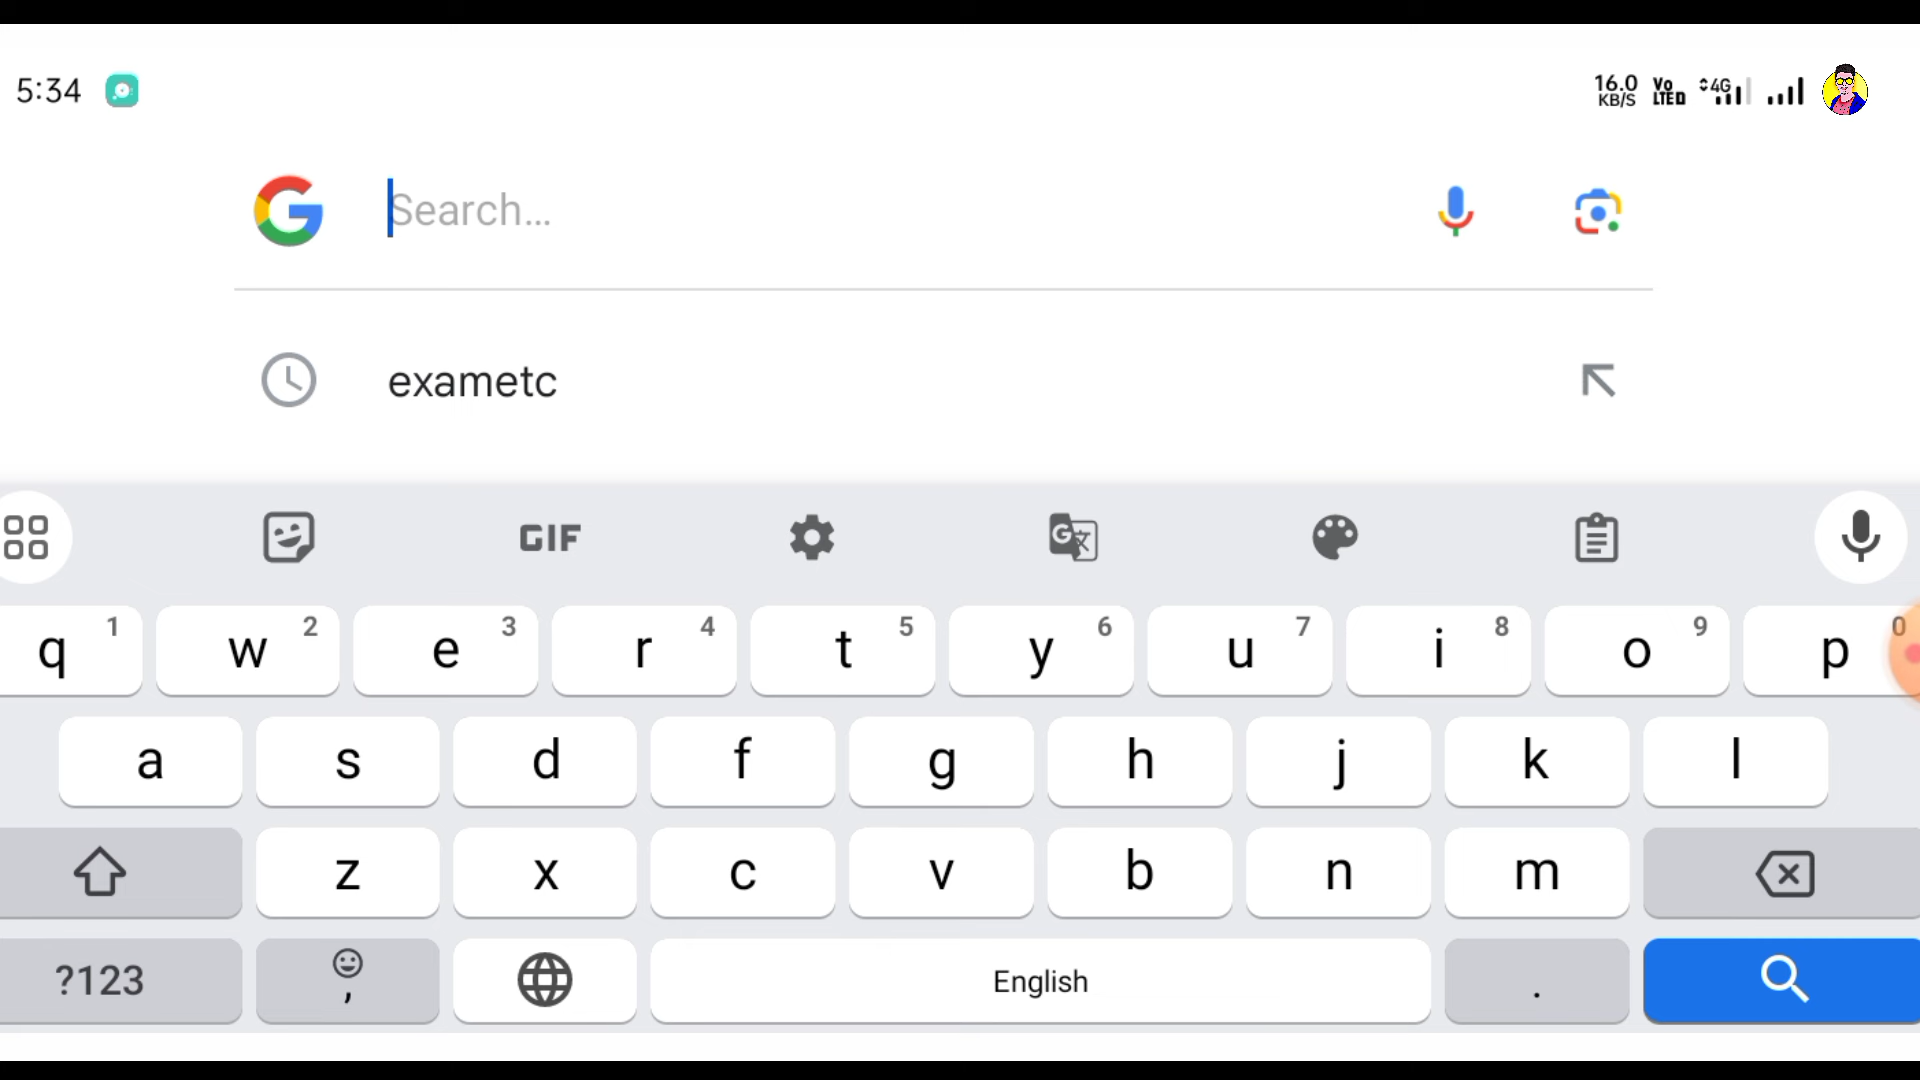 5:34
16.0 KB/S Vo LTE 4G
Search...
exametc
GIF
q 1 w 2 e 3 r 4 t 5 y 6 u 7 i 8 o 9 p 0
a s d f g h j k l
z x c v b n m
?123 , English .